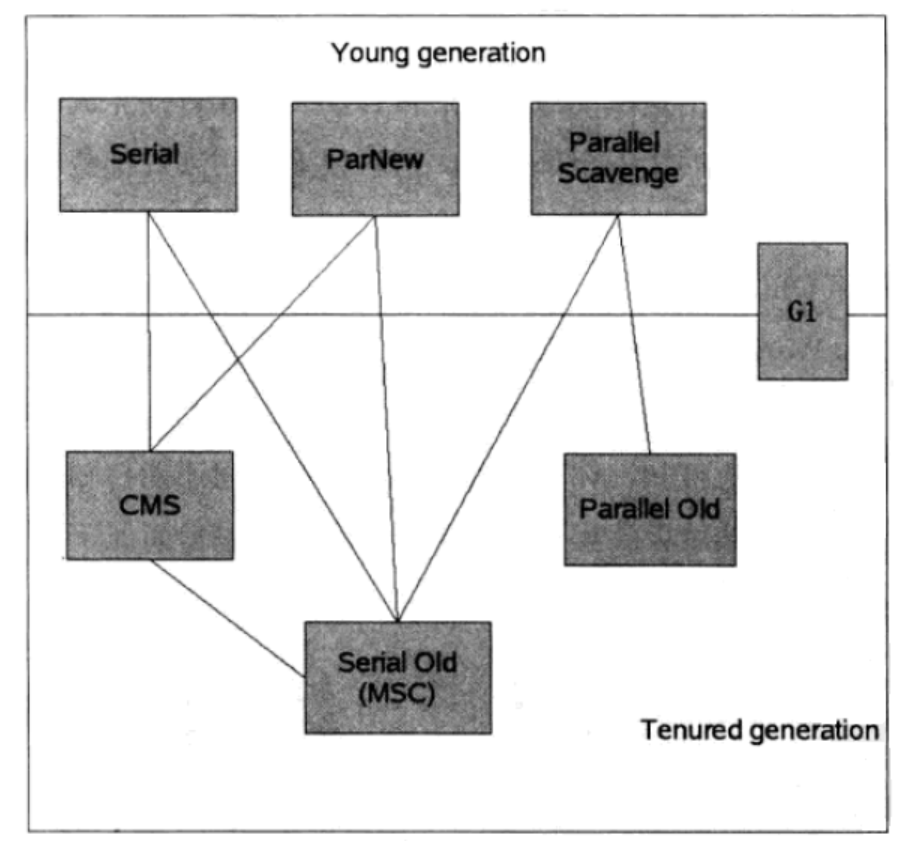 Young generation
Serial
ParNew
Parallel
Scavenge
G1
CMS
Parallel Old
Serial Old
(MSC)
Tenured generation